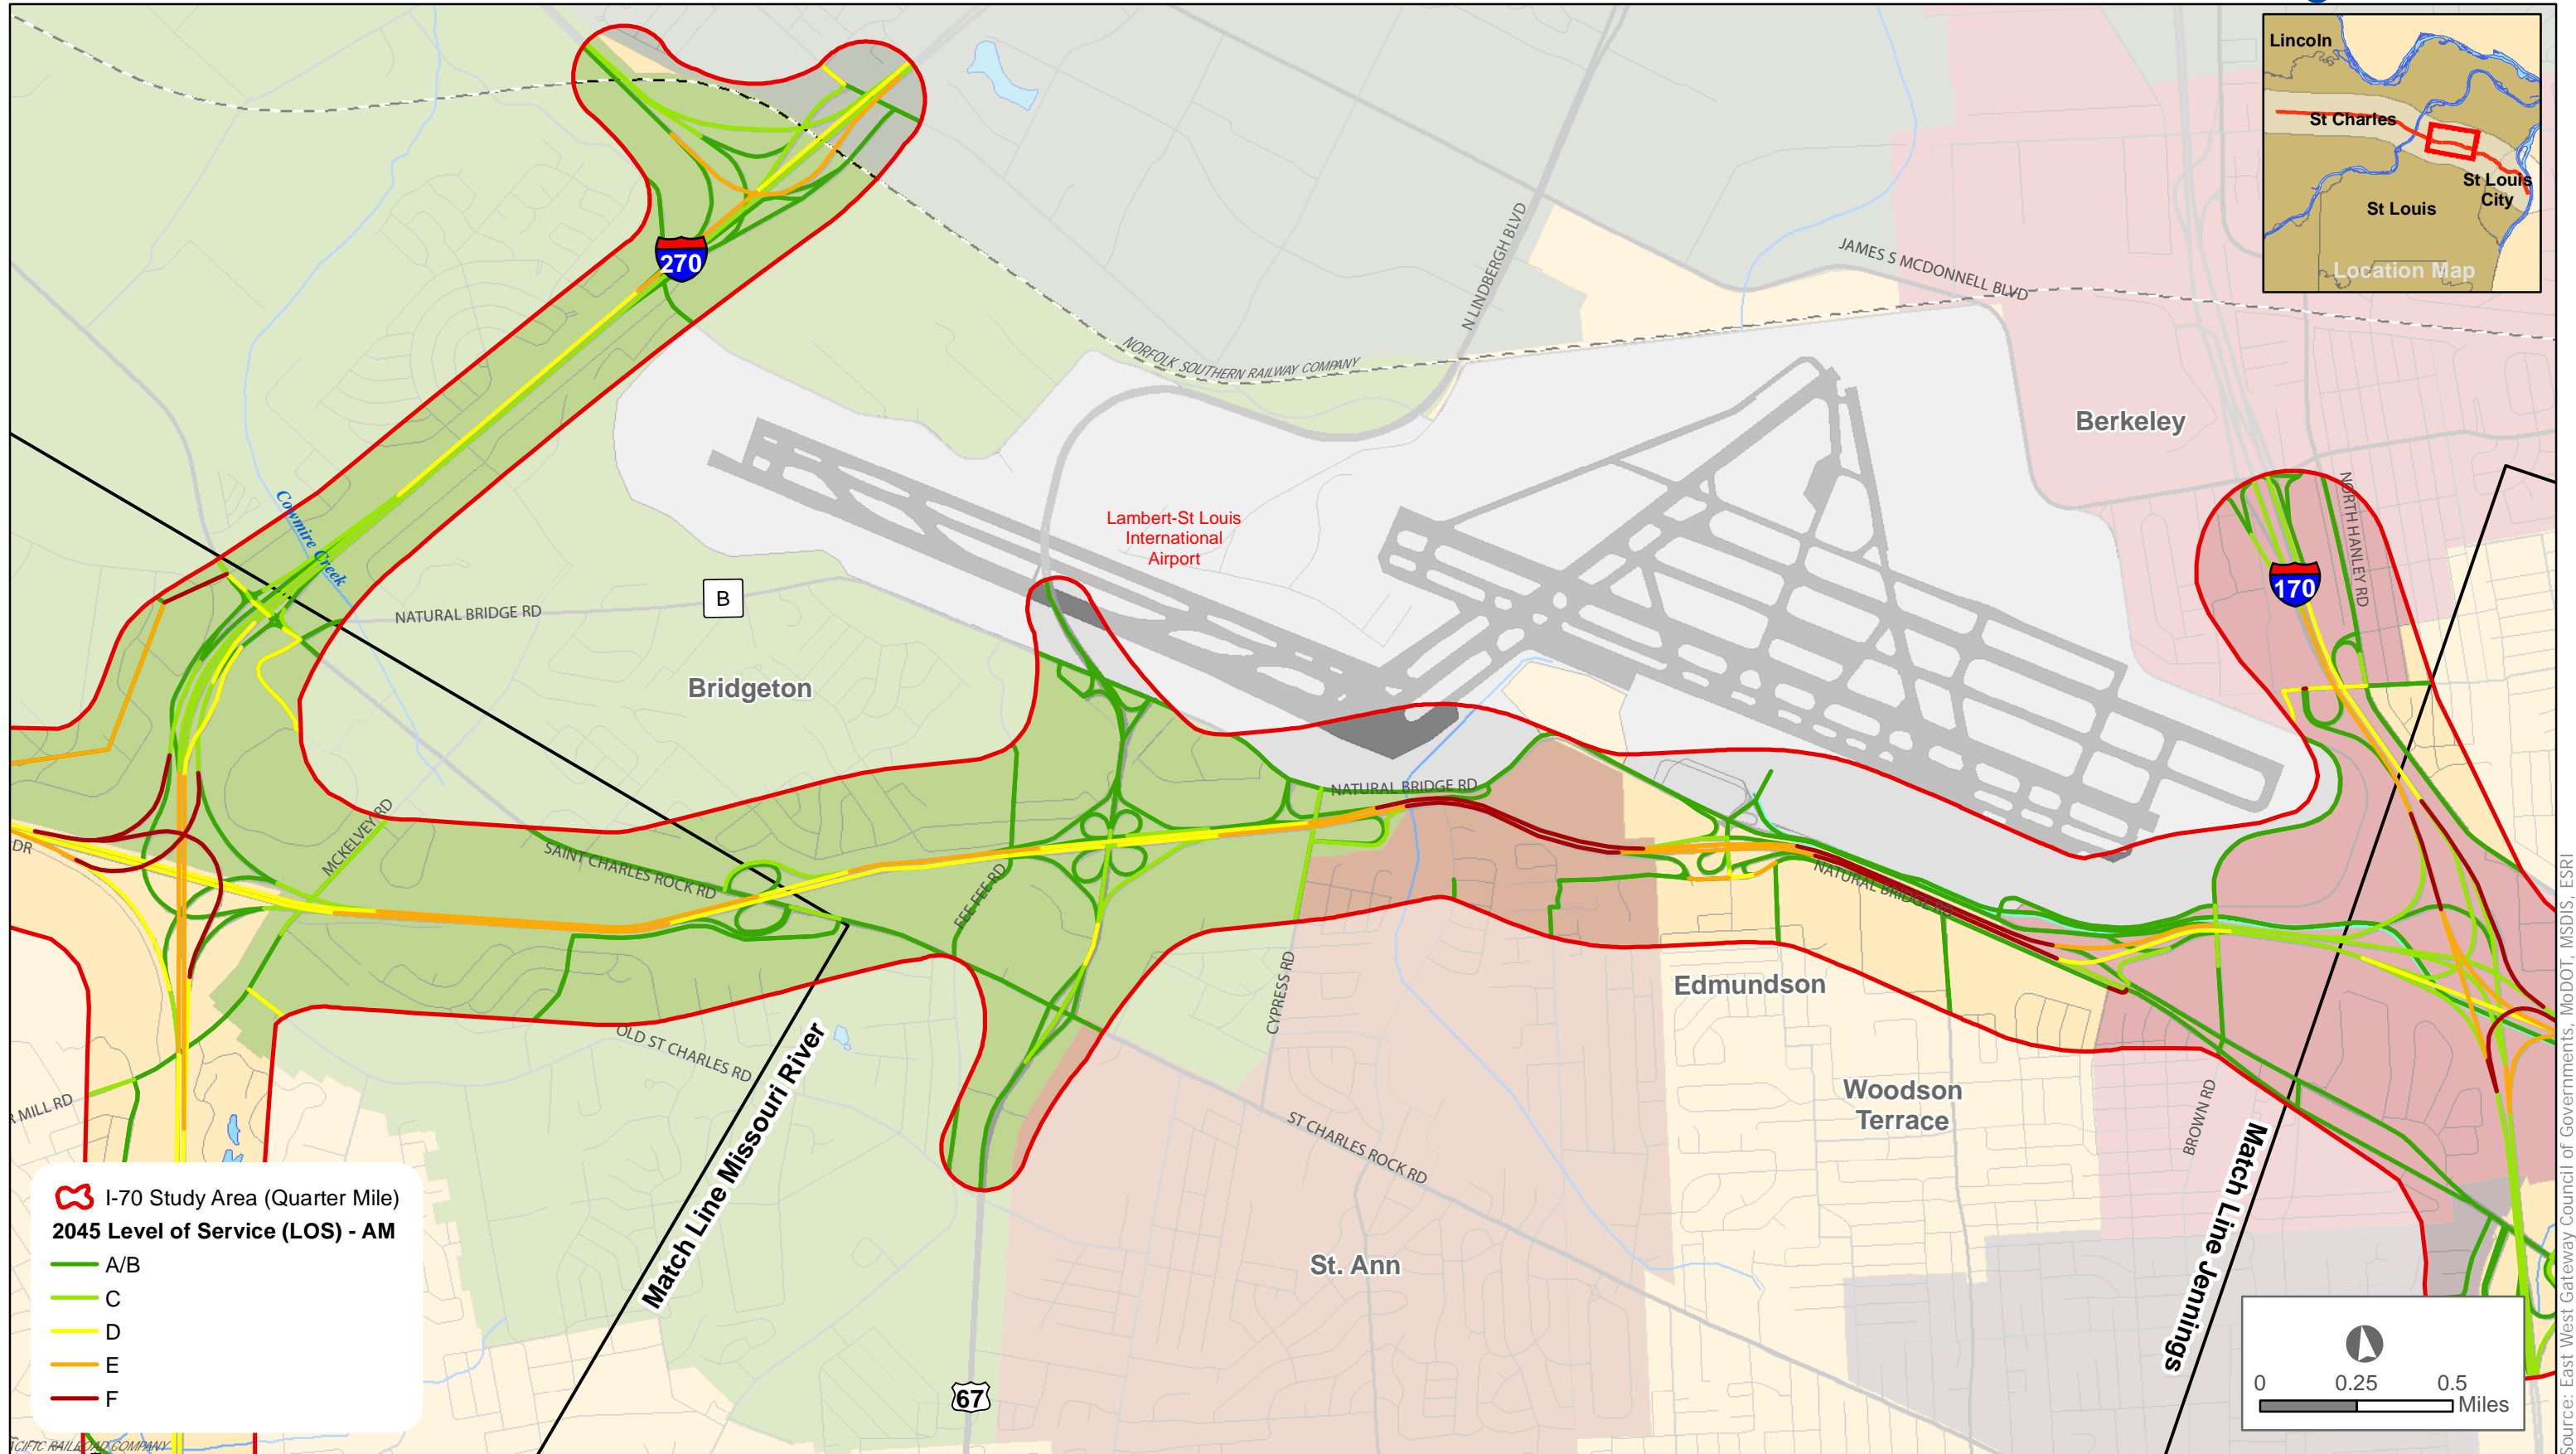 Lincoln
St Charles
St Louis
City
St Louis
Location Map
270
N LINDBERGH BLVD
JAMES S MCDONNELL BLVD
NORFOLK SOUTHERN RAILWAY COMPANY
Berkeley
NORTH HANLEY RD
170
Cowmire Creek
Lambert-St Louis
International
Airport
NATURAL BRIDGE RD
B
Bridgeton
NATURAL BRIDGE RD
MCKELVEY RD
DR
SAINT CHARLES ROCK RD
FEE FEE RD
NATURAL BRIDGE RD
CYPRESS RD
Edmundson
OLD ST CHARLES RD
Match Line Missouri River
Woodson
Terrace
BROWN RD
R MILL RD
ST CHARLES ROCK RD
Match Line Jennings
St. Ann
67
I-70 Study Area (Quarter Mile)
2045 Level of Service (LOS) - AM
A/B
C
D
E
F
0 0.25 0.5
Miles
ACIFIC RAILROAD COMPANY
Source: East West Gateway Council of Governments, MoDOT, MSDIS, ESRI